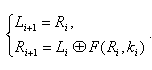 L_{i+1} = R_i,
R_{i+1} = L_i ⊕ F(R_i, k_i)
.